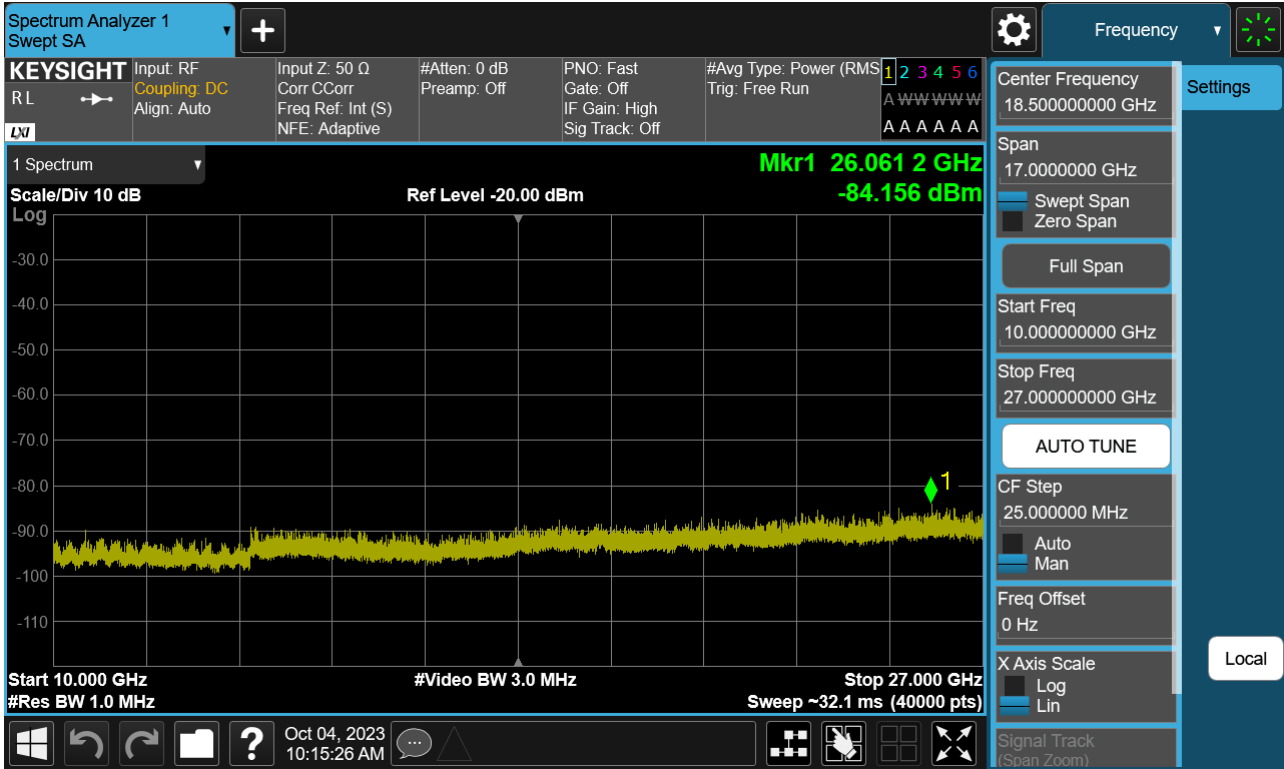 Spectrum Analyzer 1
Swept SA
Frequency
KEYSIGHT
R L
LXI
Input: RF
Coupling: DC
Align: Auto
Input Z: 50 Ω
Corr CCorr
Freq Ref: Int (S)
NFE: Adaptive
#Atten: 0 dB
Preamp: Off
PNO: Fast
Gate: Off
IF Gain: High
Sig Track: Off
#Avg Type: Power (RMS
Trig: Free Run
1 2 3 4 5 6
A W W W W W
A A A A A A
1 Spectrum
Scale/Div 10 dB
Log
Ref Level -20.00 dBm
Mkr1 26.061 2 GHz
-84.156 dBm
-30.0
-40.0
-50.0
-60.0
-70.0
-80.0
-90.0
-100
-110
1
Start 10.000 GHz
#Res BW 1.0 MHz
#Video BW 3.0 MHz
Stop 27.000 GHz
Sweep ~32.1 ms (40000 pts)
Oct 04, 2023
10:15:26 AM
Center Frequency
18.500000000 GHz
Span
17.0000000 GHz
Swept Span
Zero Span
Full Span
Start Freq
10.000000000 GHz
Stop Freq
27.000000000 GHz
AUTO TUNE
CF Step
25.000000 MHz
Auto
Man
Freq Offset
0 Hz
X Axis Scale
Log
Lin
Signal Track
(Span Zoom)
Settings
Local